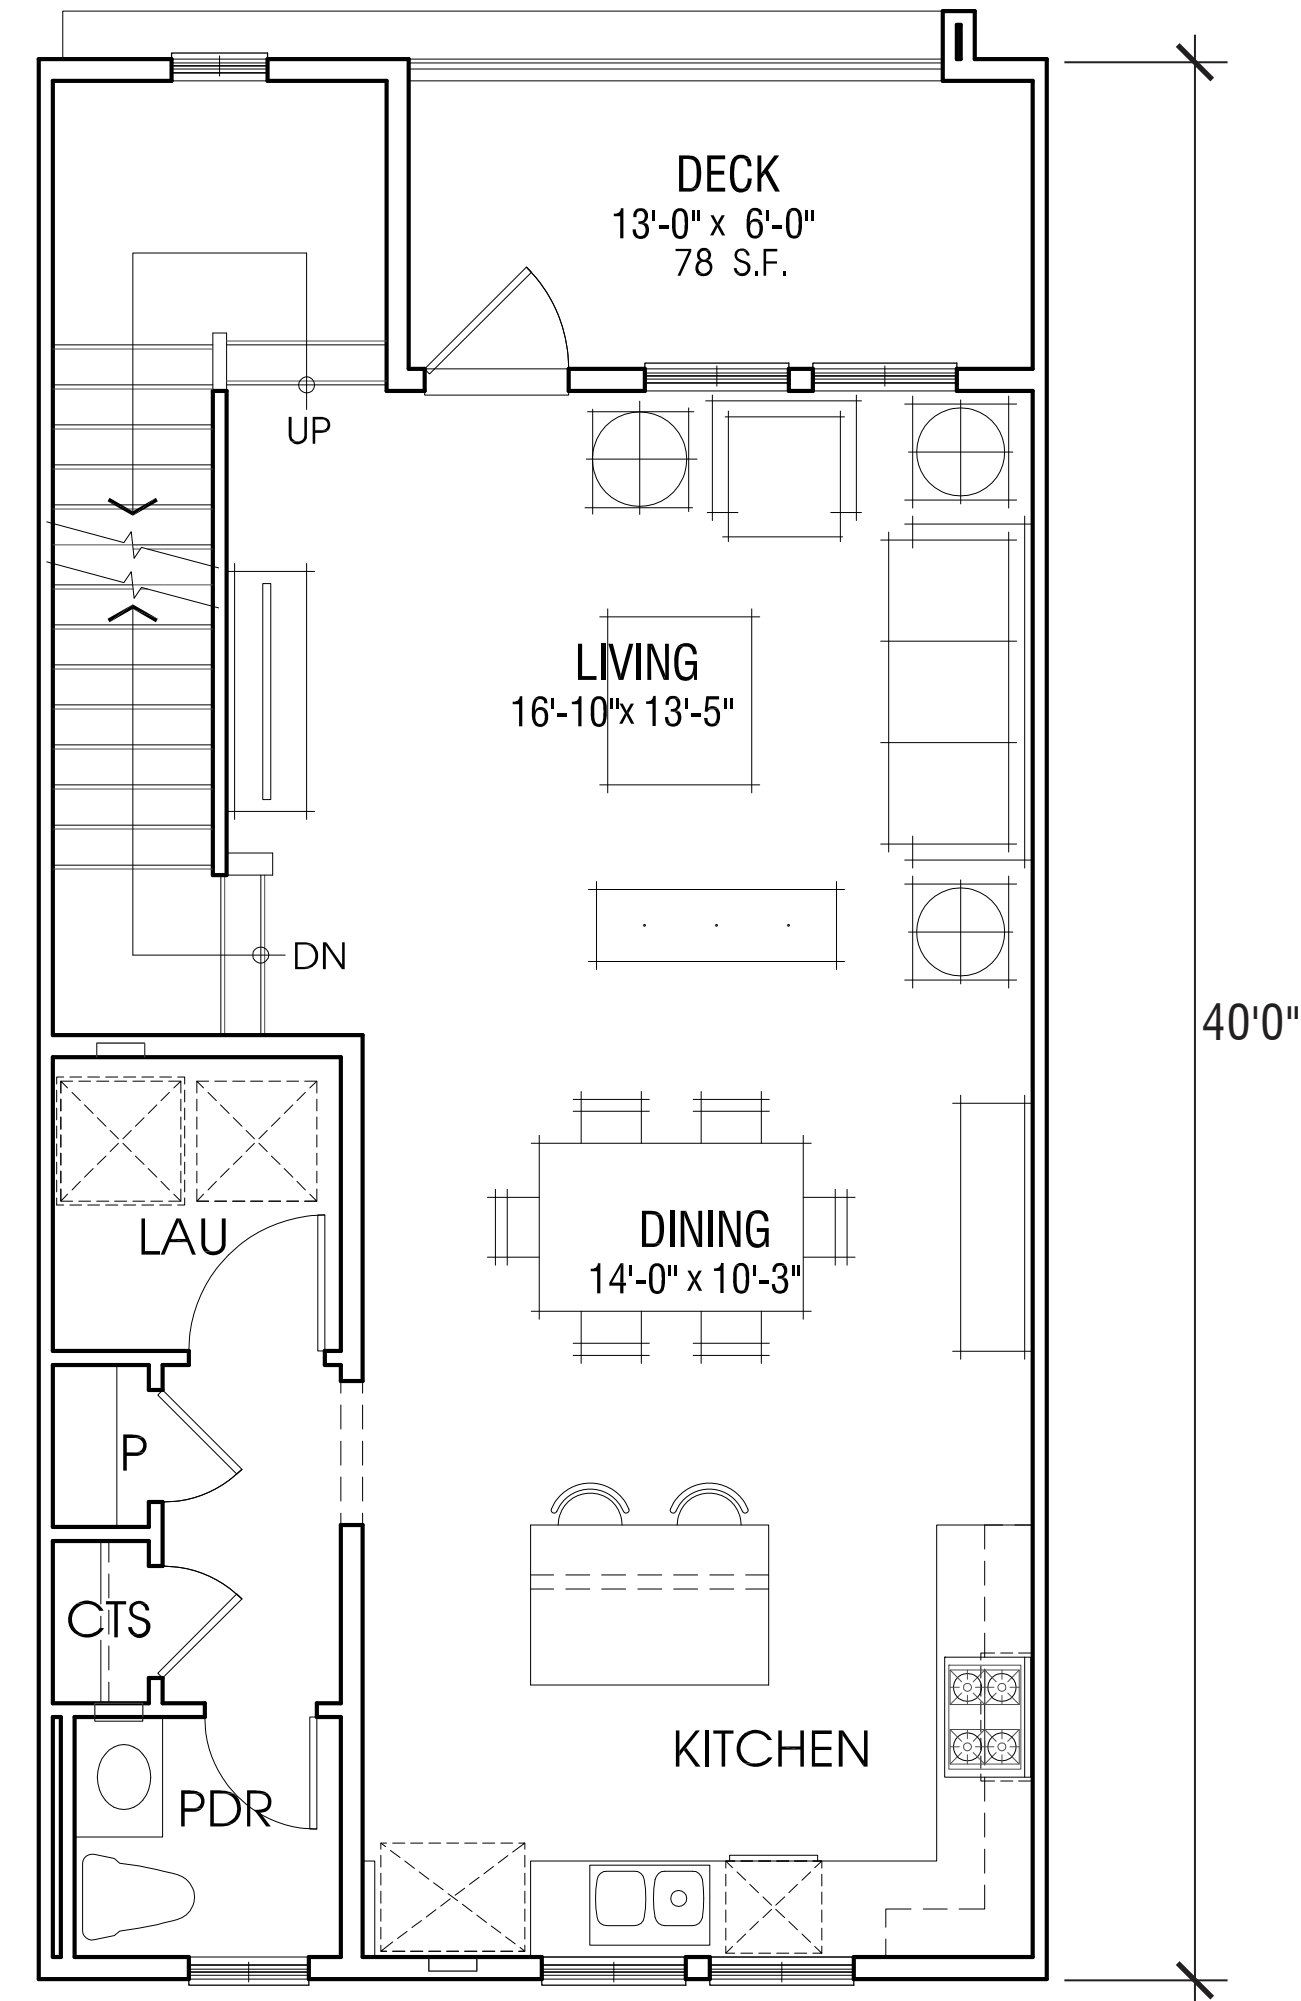 DECK
13'-0" x 6'-0"
78 S.F.
UP
LIVING
16'-10"x 13'-5"
DN
40'0"
LAU
DINING
14'-0" x 10'-3"
P
CTS
KITCHEN
PDR